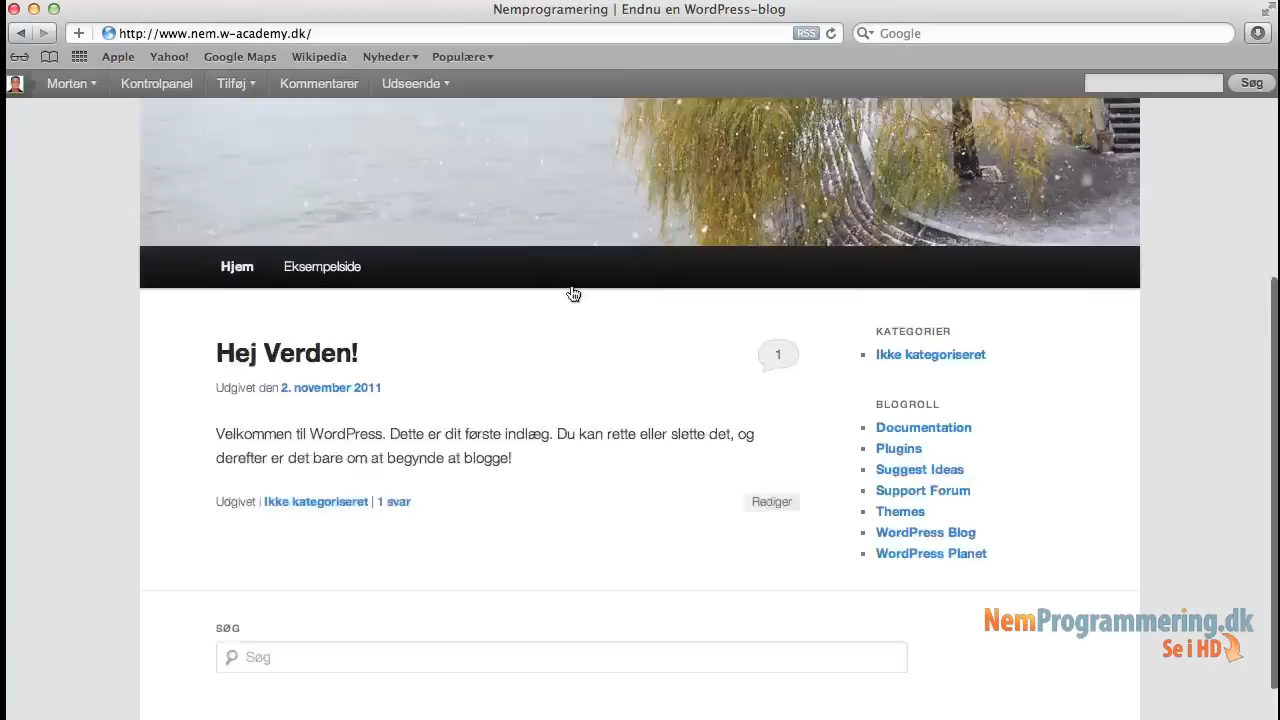 Nemprogramering | Endnu en WordPress-blog
http://www.nem.w-academy.dk/
RSS
Google
Apple
Yahoo!
Google Maps
Wikipedia
Nyheder
Populære
Morten
Kontrolpanel
Tilføj
Kommentarer
Udseende
Søg
Hjem
Eksempelside
Hej Verden!
1
Udgivet den 2. november 2011
Velkommen til WordPress. Dette er dit første indlæg. Du kan rette eller slette det, og
derefter er det bare om at begynde at blogge!
Udgivet i Ikke kategoriseret | 1 svar
Rediger
KATEGORIER
Ikke kategoriseret
BLOGROLL
Documentation
Plugins
Suggest Ideas
Support Forum
Themes
WordPress Blog
WordPress Planet
SØG
Søg
NemProgrammering.dk
Se i HD